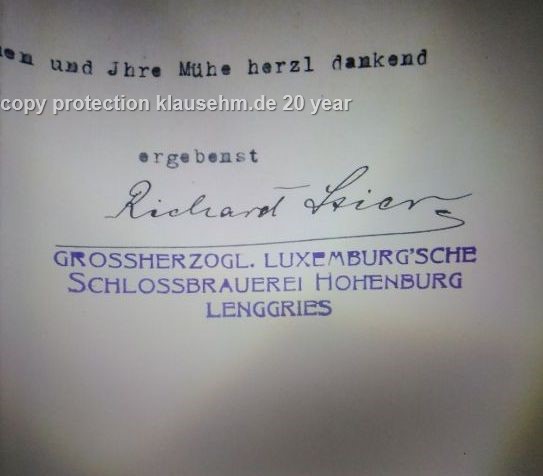 en und Jhre Mühe herzl dankend
copy protection klausehm.de 20 year
ergebenst
Richard
GROSSHERZOGL. LUXEMBURG'SCHE
SCHLOSSBRAUEREI HOHENBURG
LENGGRIES